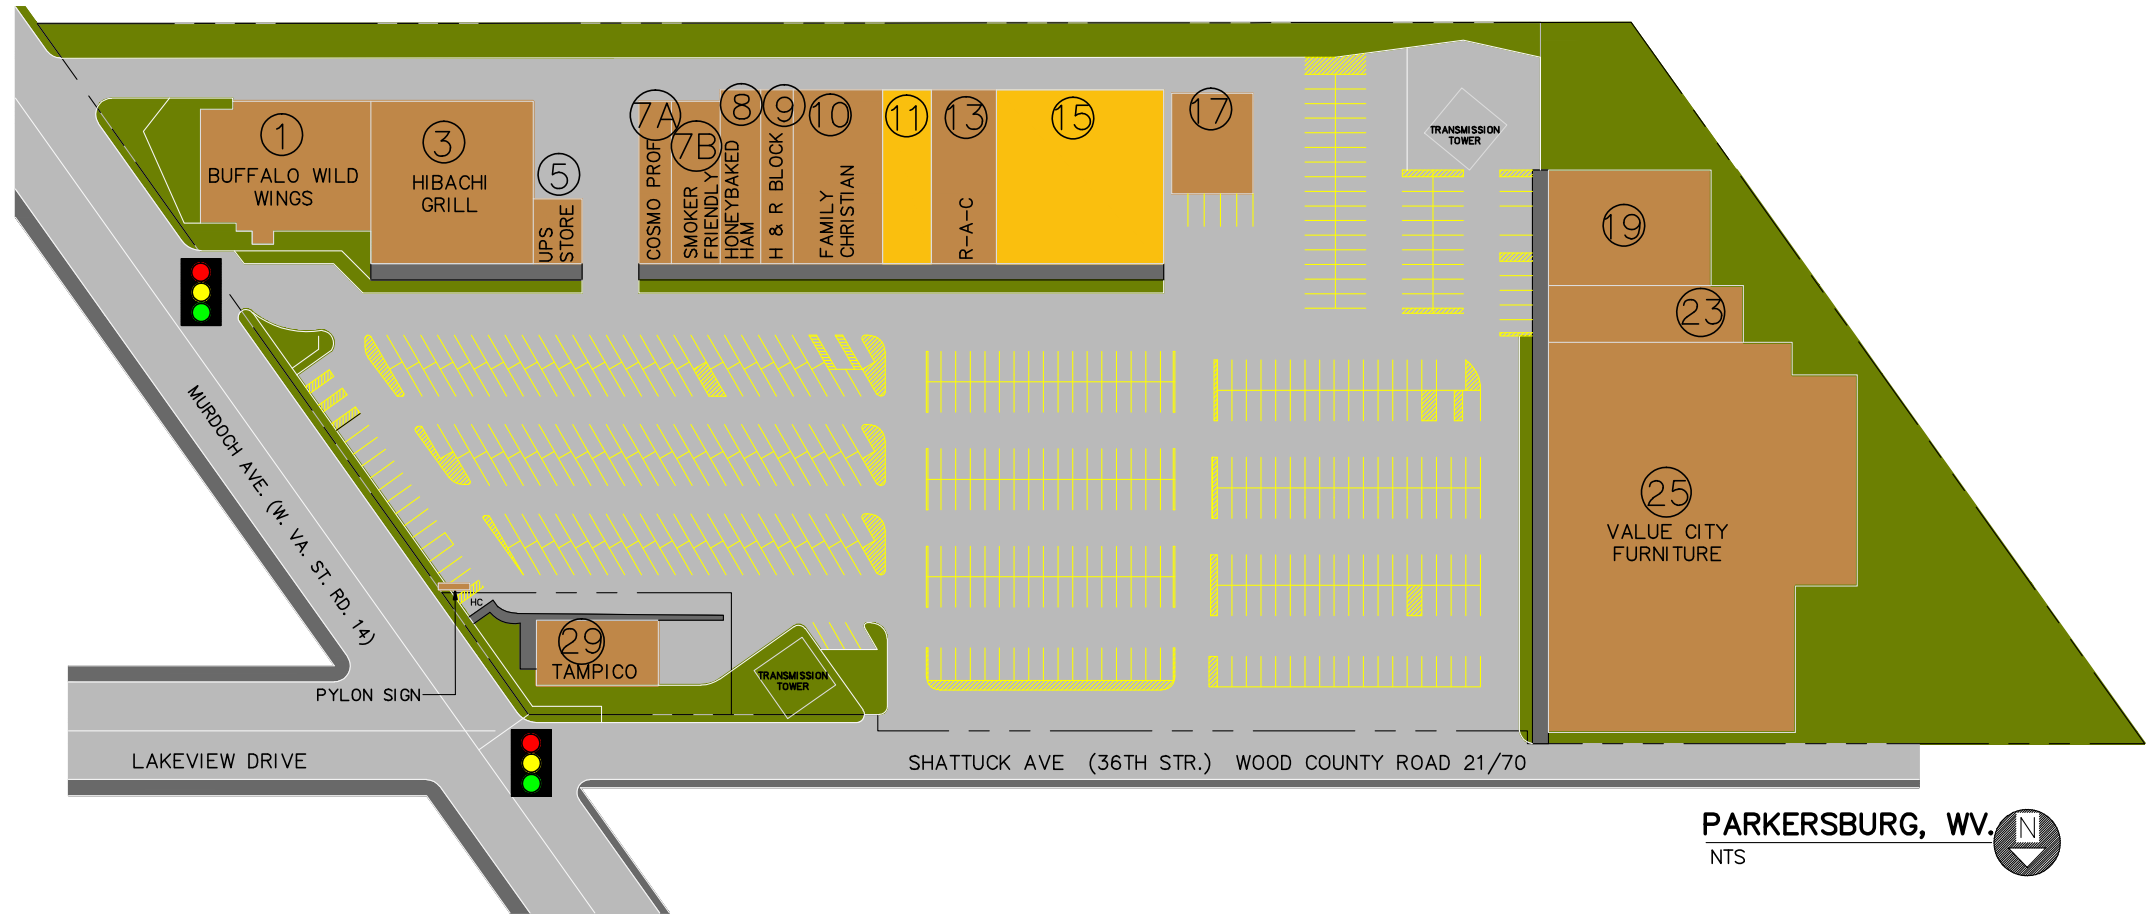 1
BUFFALO WILD
WINGS
3
HIBACHI
GRILL
5
UPS
STORE
7A
COSMO PROF
7B
SMOKER
FRIENDLY
8
HONEYBAKED
HAM
9
H & R BLOCK
10
FAMILY
CHRISTIAN
11
13
R-A-C
15
17
TRANSMISSION
TOWER
19
23
25
VALUE CITY
FURNITURE
MURDOCH AVE. (W. VA. ST. RD. 14)
HC
29
TAMPICO
TRANSMISSION
TOWER
PYLON SIGN
LAKEVIEW DRIVE
SHATTUCK AVE (36TH STR.) WOOD COUNTY ROAD 21/70
PARKERSBURG, WV.
N
NTS